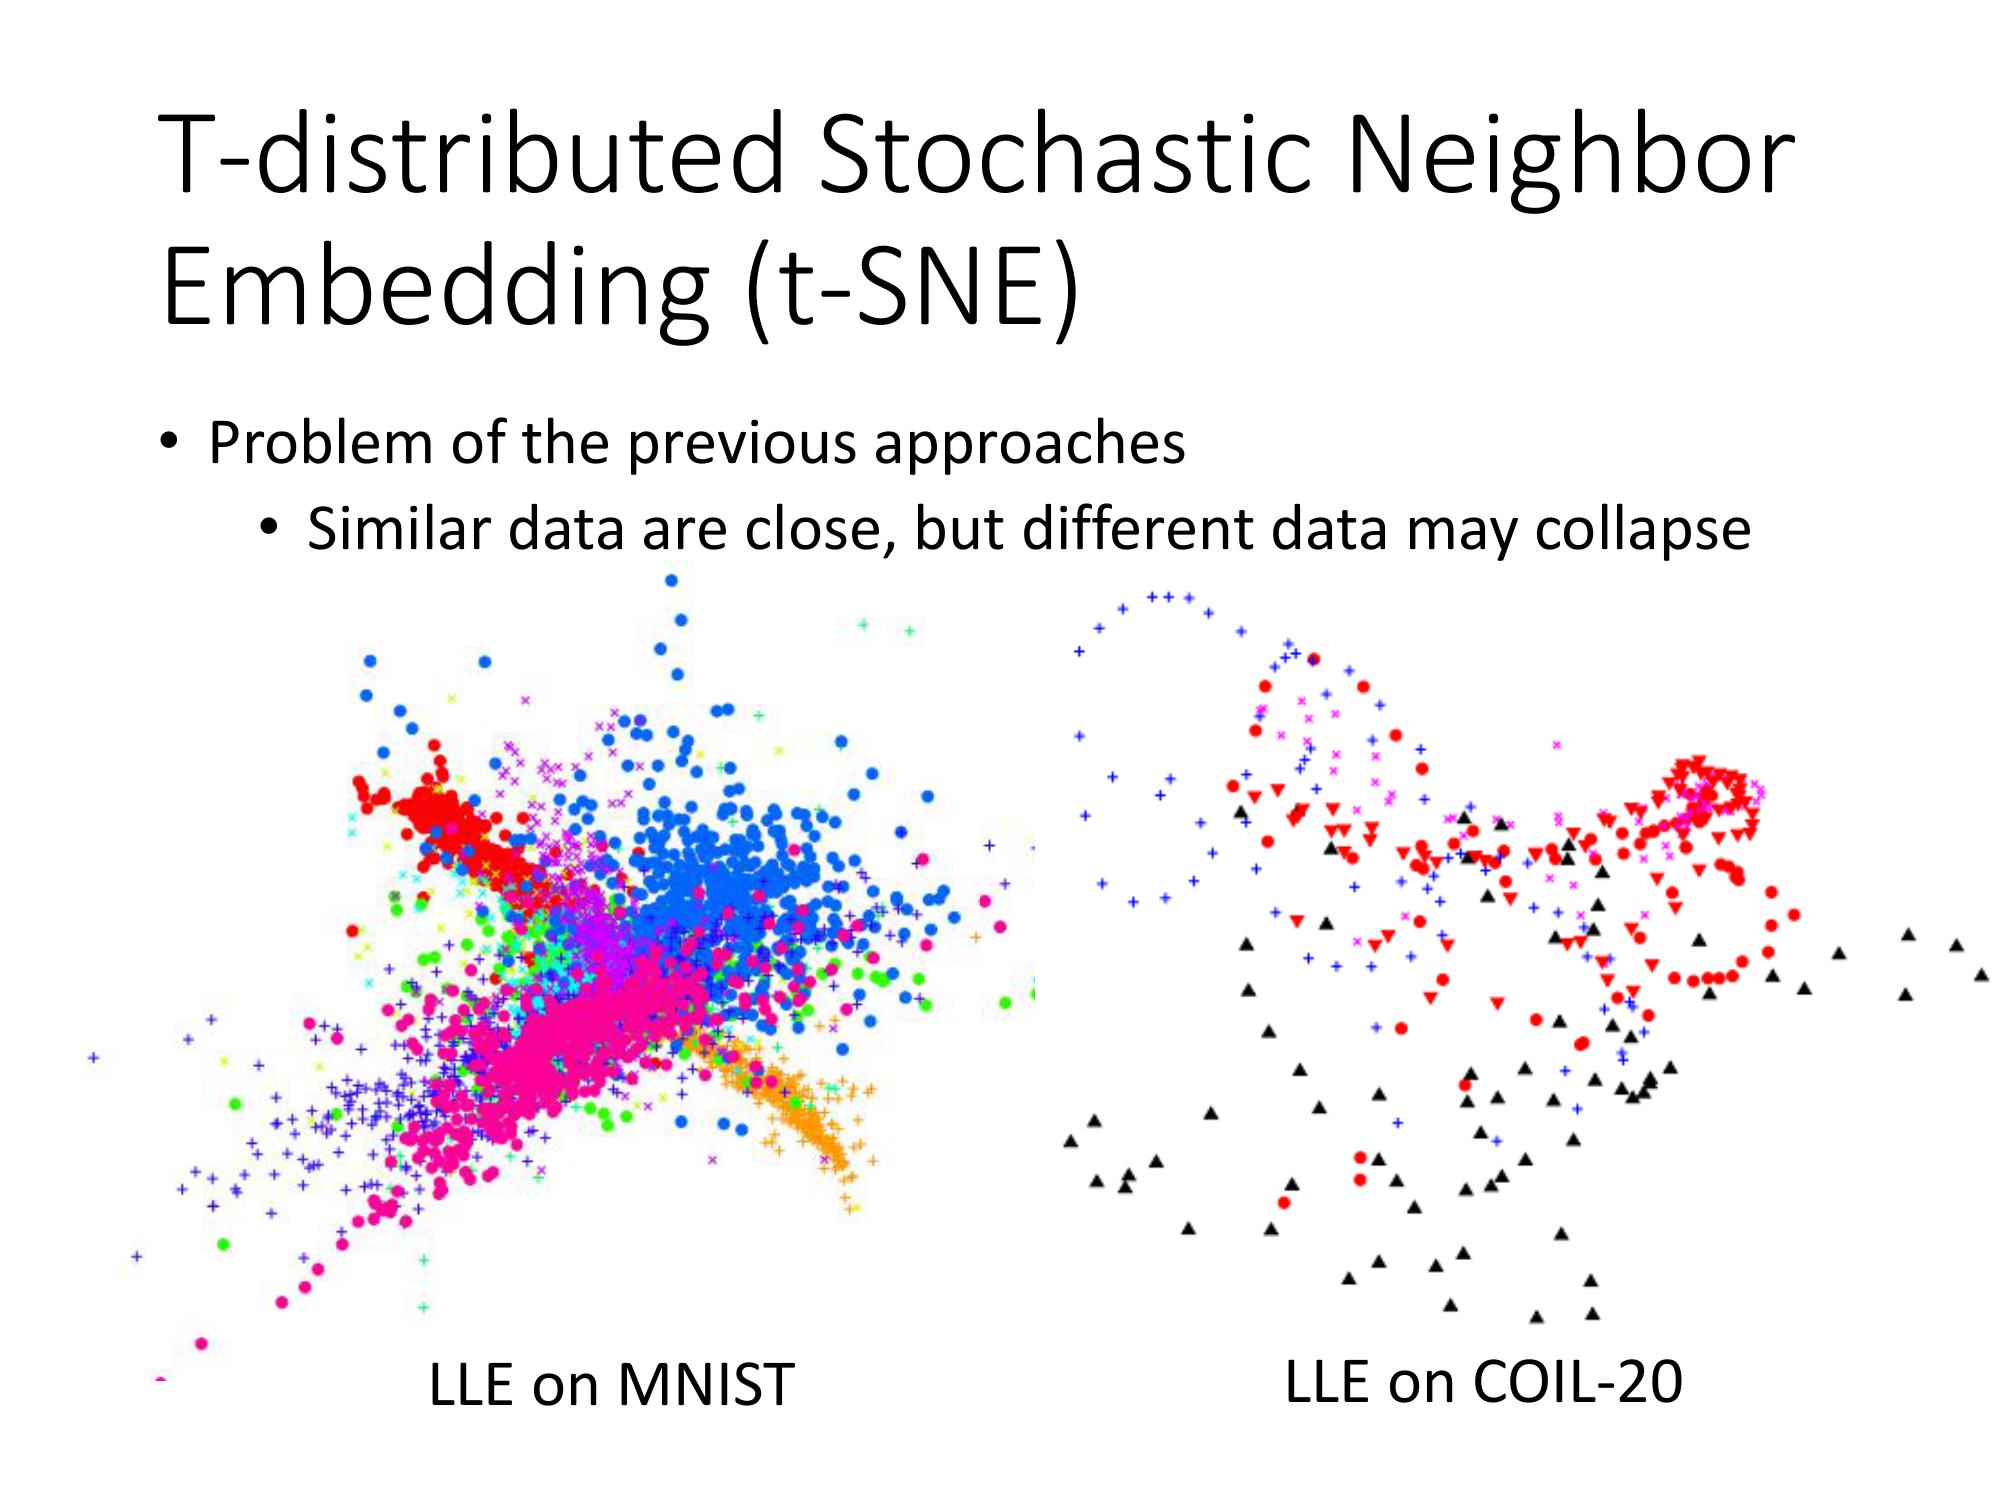 T-distributed Stochastic Neighbor
Embedding (t-SNE)
• Problem of the previous approaches
• Similar data are close, but different data may collapse
LLE on MNIST
LLE on COIL-20